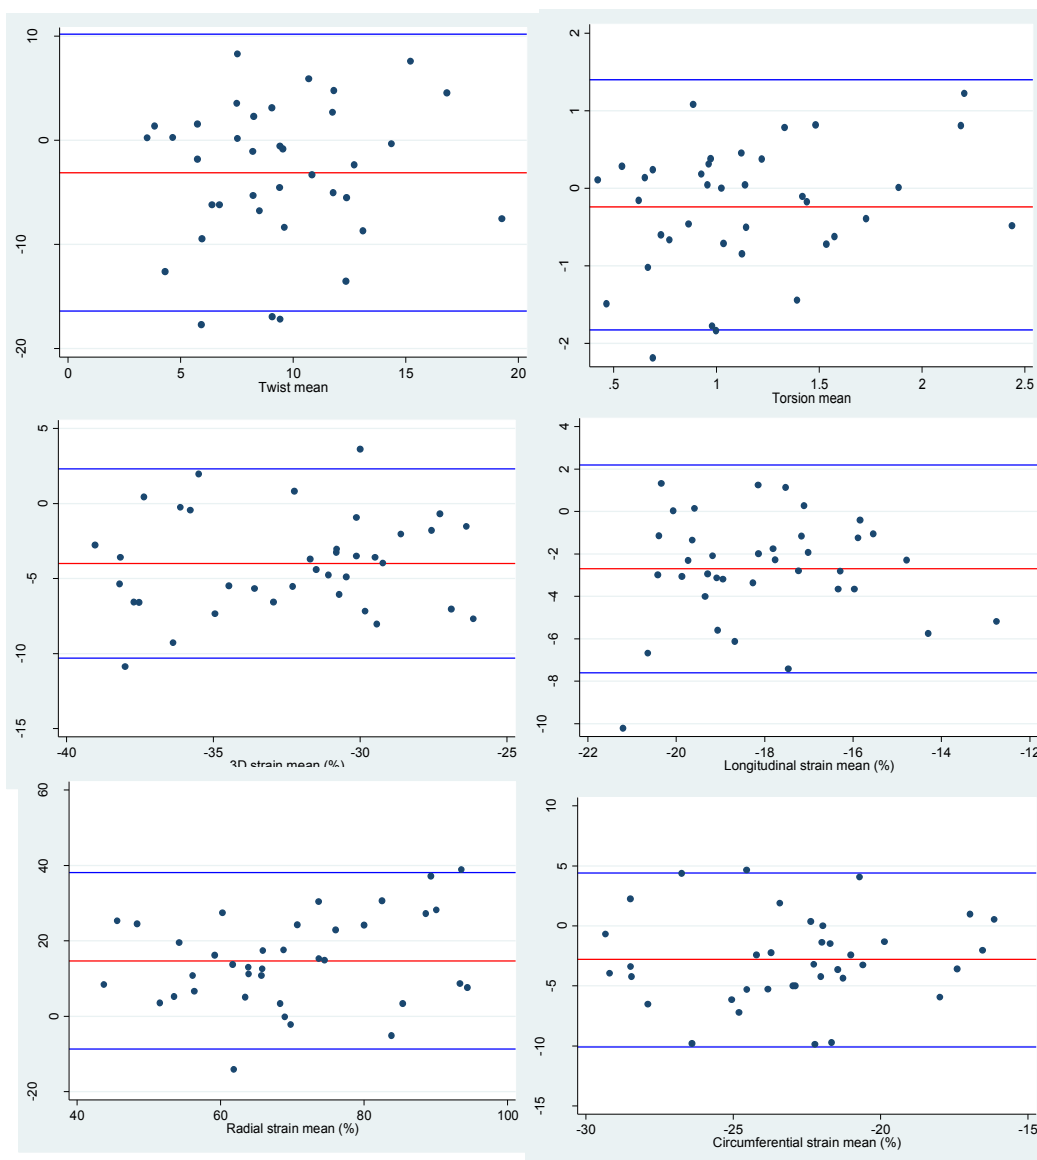 10
0
-10
-20
0 5 10 15 20
Twist mean
2
1
0
-1
-2
.5 1 1.5 2 2.5
Torsion mean
5
0
-5
-10
-15
-40 -35 -30 -25
3D strain mean (%)
4
2
0
-2
-4
-6
-8
-10
-22 -20 -18 -16 -14 -12
Longitudinal strain mean (%)
60
40
20
0
-20
40 60 80 100
Radial strain mean (%)
10
5
0
-5
-10
-15
-30 -25 -20 -15
Circumferential strain mean (%)